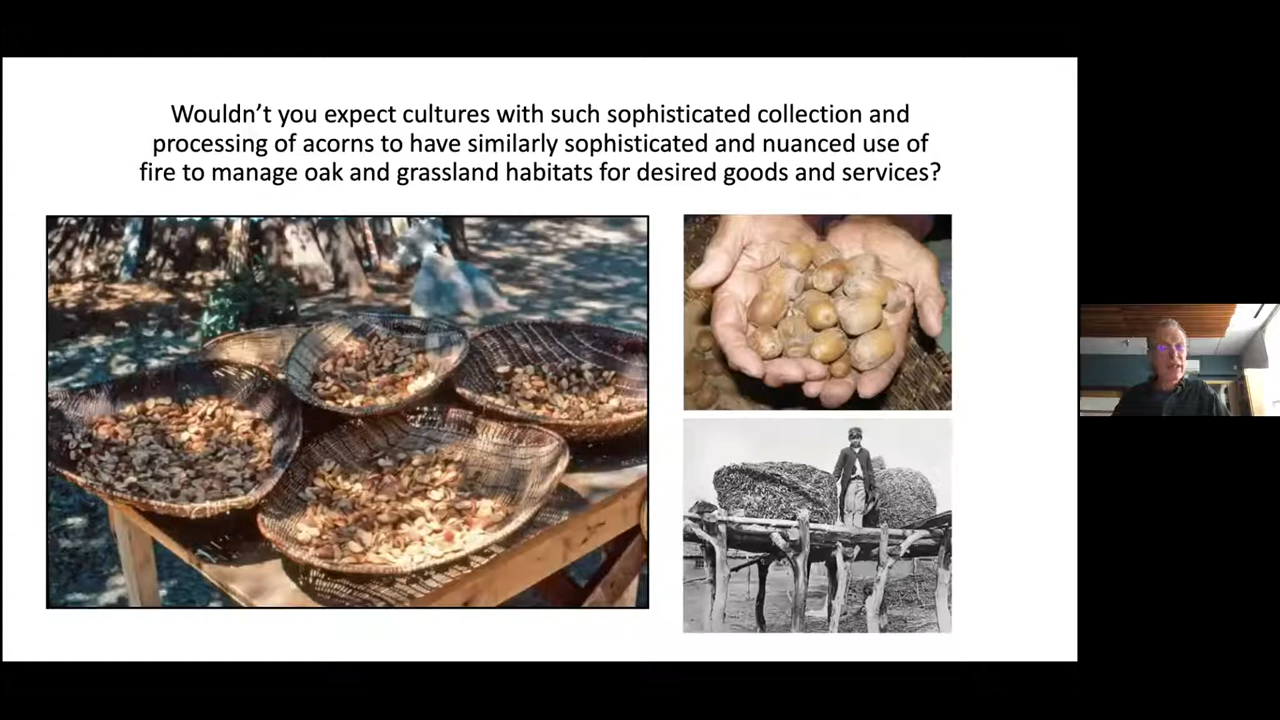 Wouldn’t you expect cultures with such sophisticated collection and
processing of acorns to have similarly sophisticated and nuanced use of
fire to manage oak and grassland habitats for desired goods and services?